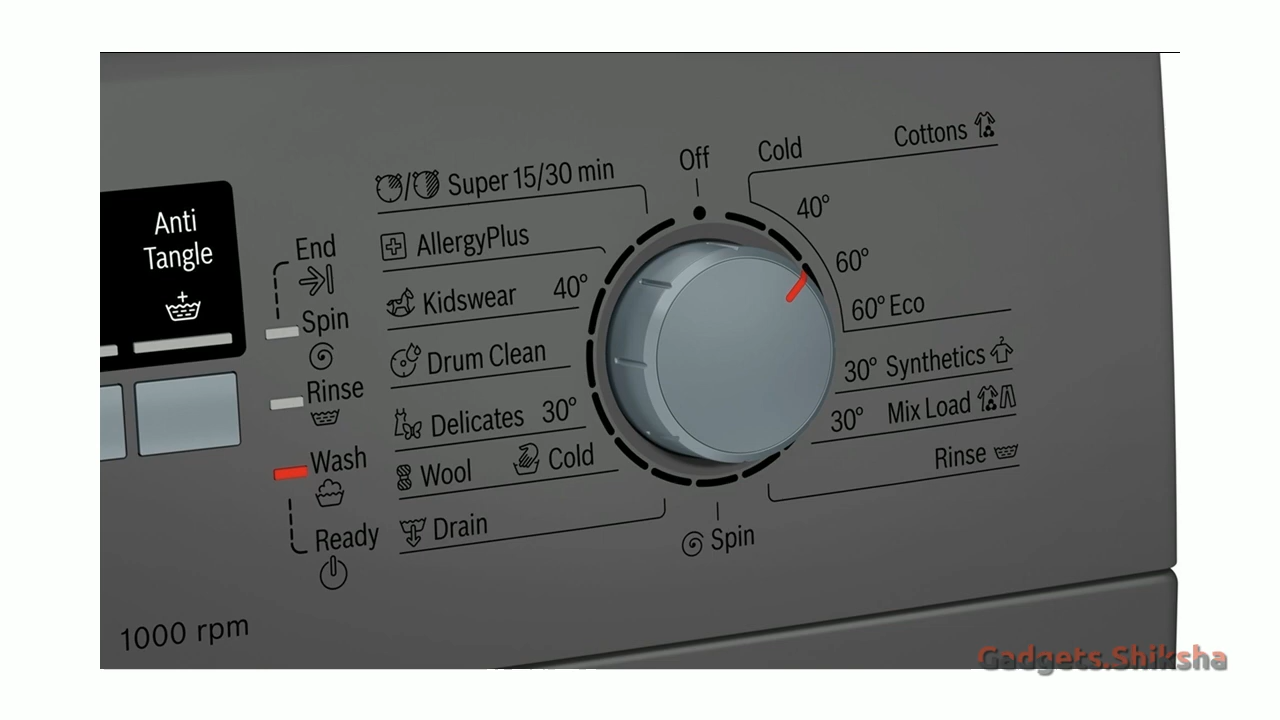 Anti
Tangle
End
Spin
Rinse
Wash
Ready
1000 rpm
Super 15/30 min
AllergyPlus
Kidswear 40°
Drum Clean
Delicates 30°
Wool Cold
Drain
Off
Cold Cottons
40°
60°
60° Eco
30° Synthetics
30° Mix Load
Rinse
Spin
Gadgets.Shiksha